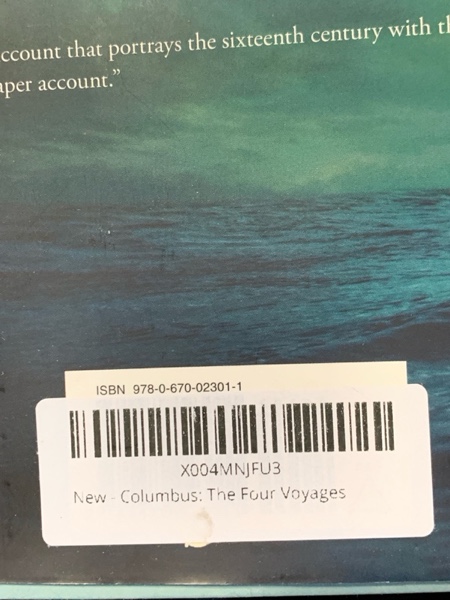 account that portrays the sixteenth century with
aper account.”
ISBN 978-0-670-02301-1
X004MNJFU3
New - Columbus: The Four Voyages